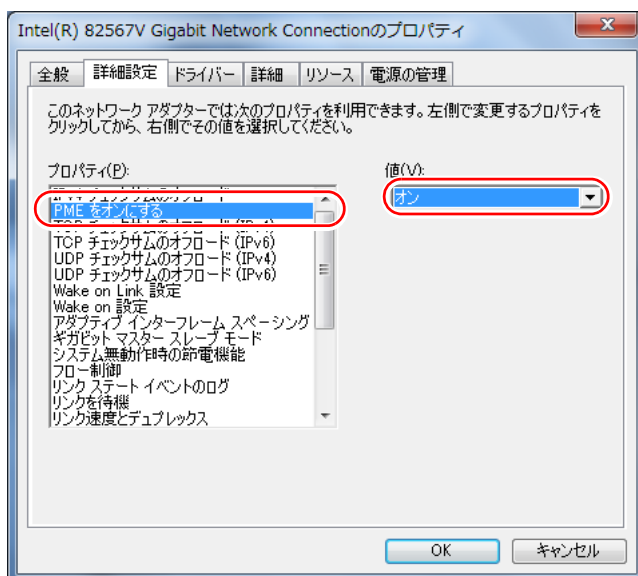 Intel(R) 82567V Gigabit Network Connectionのプロパティ
全般 詳細設定 ドライバー 詳細 リソース 電源の管理
このネットワーク アダプターでは次のプロパティを利用できます。左側で変更するプロパティを
クリックしてから、右側でその値を選択してください。
プロパティ(P):
値(V):
PME をオンにする
オン
TCP チェックサムのオフロード (IPv6)
UDP チェックサムのオフロード (IPv4)
UDP チェックサムのオフロード (IPv6)
Wake on Link 設定
Wake on 設定
アダプティブ インターフレーム スペーシング
ギガビット マスター スレーブ モード
システム無動作時の節電機能
フロー制御
リンク ステート イベントのログ
リンクを待機
リンク速度とデュプレックス
OK キャンセル